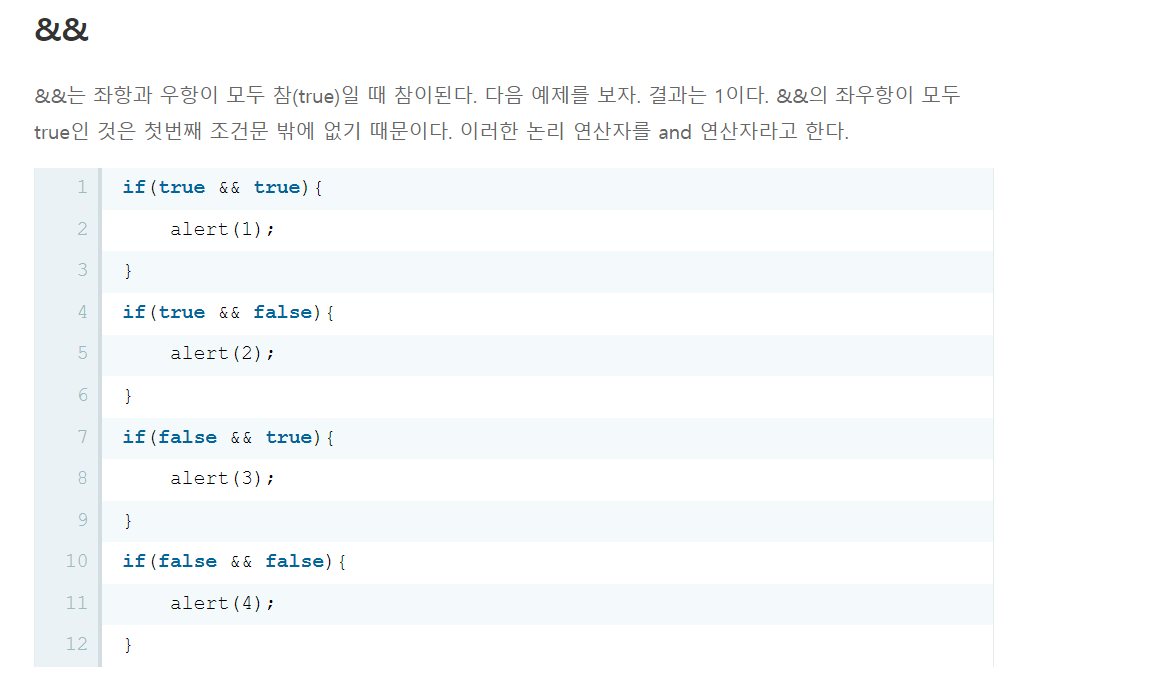 &&
&&는 좌항과 우항이 모두 참(true)일 때 참이된다. 다음 예제를 보자. 결과는 1이다. &&의 좌우항이 모두
true인 것은 첫번째 조건문 밖에 없기 때문이다. 이러한 논리 연산자를 and 연산자라고 한다.
1 if(true && true){
2     alert(1);
3 }
4 if(true && false){
5     alert(2);
6 }
7 if(false && true){
8     alert(3);
9 }
10 if(false && false){
11     alert(4);
12 }